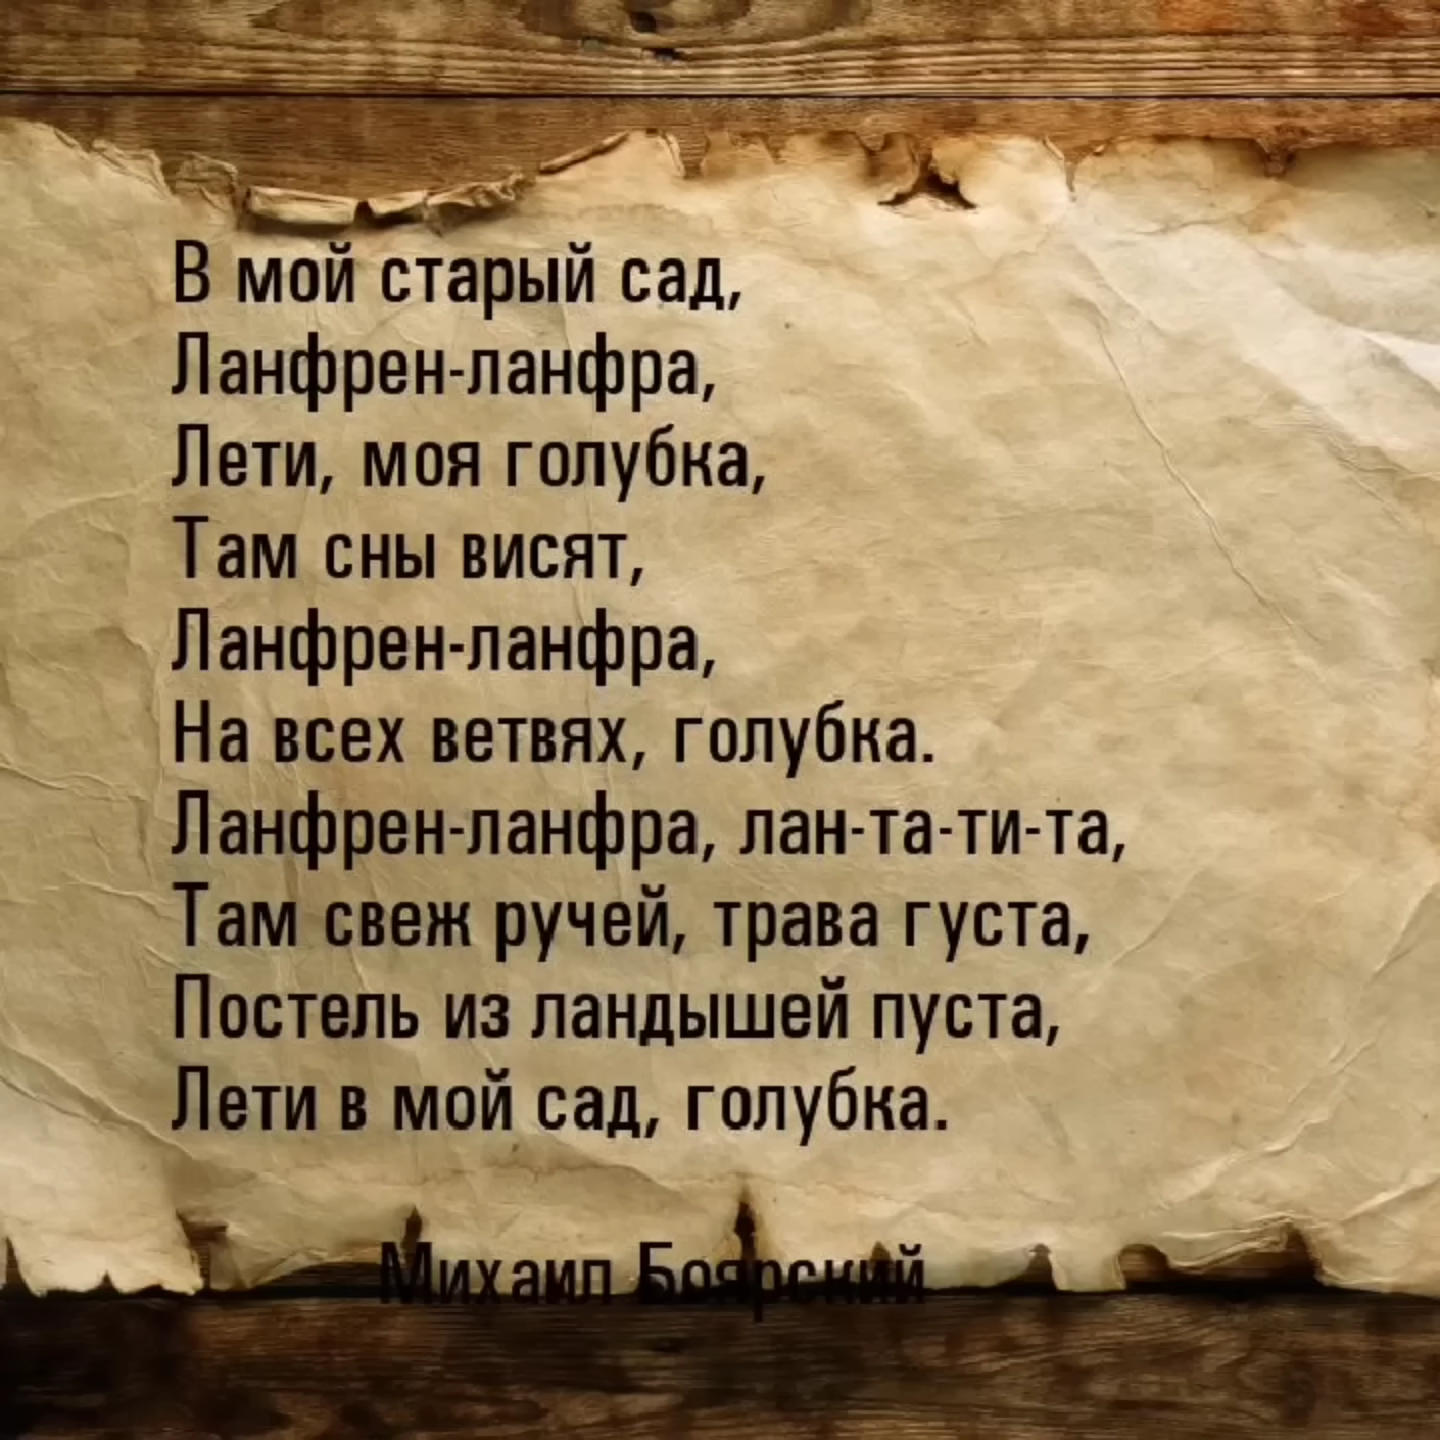 В мой старый сад,
Ланфрен-ланфра,
Лети, моя голубка,
Там сны висят,
Ланфрен-ланфра,
На всех ветвях, голубка.
Ланфрен-ланфра, лан-та-ти-та,
Там свеж ручей, трава густа,
Постель из ландышей пуста,
Лети в мой сад, голубка.
Михаил Боярский